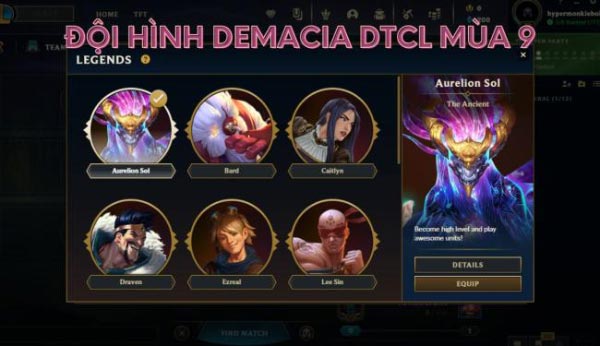 HOME
TFT
ĐỘI HÌNH DEMACIA DTCL MÙA 9
hypermonkiebo
LEGENDS ?
Aurelion Sol
Bard
Caitlyn
Draven
Ezreal
Lee Sin
Aurelion Sol
The Ancient
Become high level and play
awesome units!
DETAILS
EQUIP
FIND MATCH